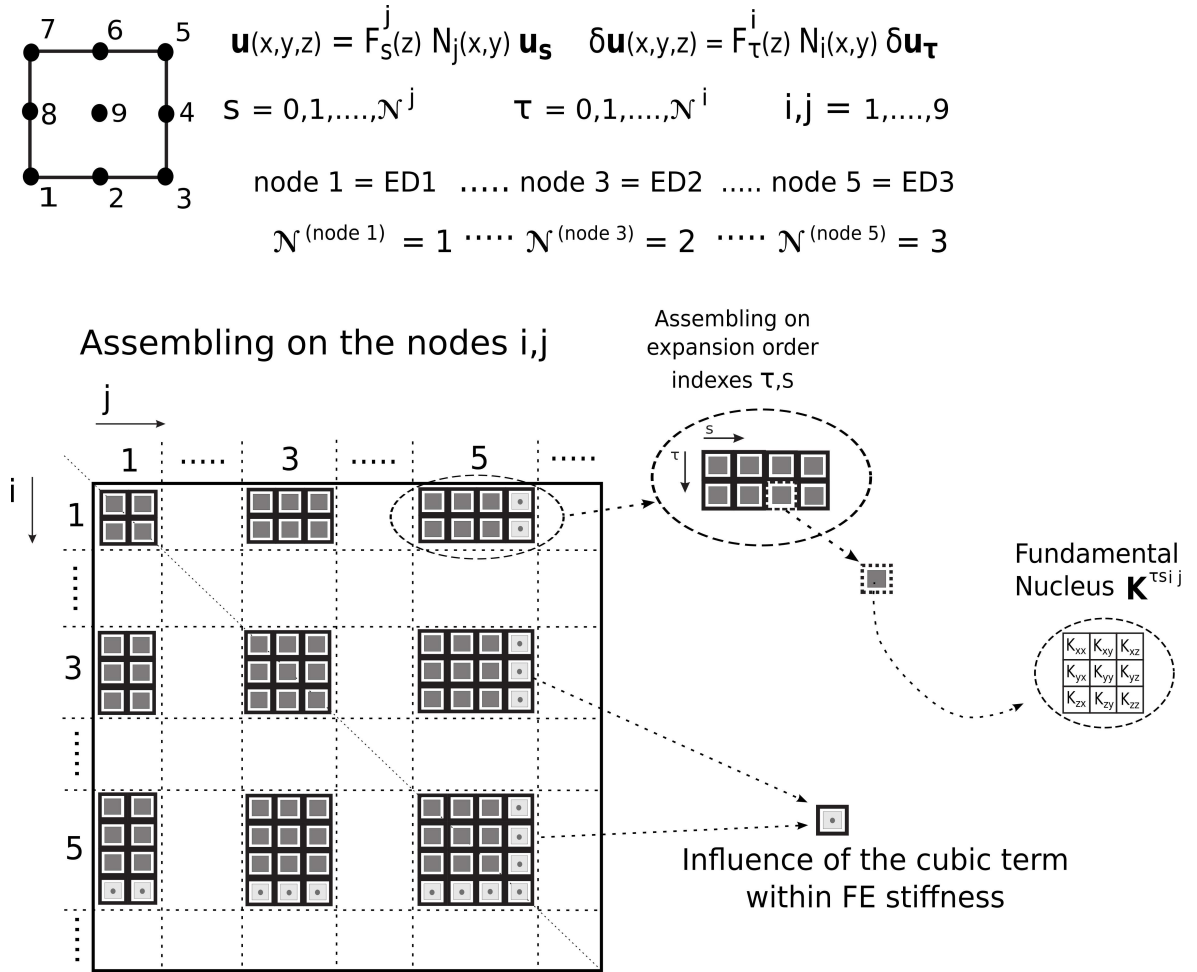 7 6 5
8 9 4
1 2 3
u(x,y,z) = F_s^j(z) N_j(x,y) u_s   δu(x,y,z) = F_τ^i(z) N_i(x,y) δu_τ
s = 0,1,....,𝒩^j   τ = 0,1,....,𝒩^i   i,j = 1,....,9
node 1 = ED1 ..... node 3 = ED2 ..... node 5 = ED3
𝒩^(node 1) = 1 ····· 𝒩^(node 3) = 2 ····· 𝒩^(node 5) = 3
Assembling on the nodes i,j
Assembling on
expansion order
indexes τ,s
j
i
1 ····· 3 ····· 5 ·····
1
3
5
s
τ
Fundamental
Nucleus K^τsij
K_xx K_xy K_xz
K_yx K_yy K_yz
K_zx K_zy K_zz
Influence of the cubic term
within FE stiffness